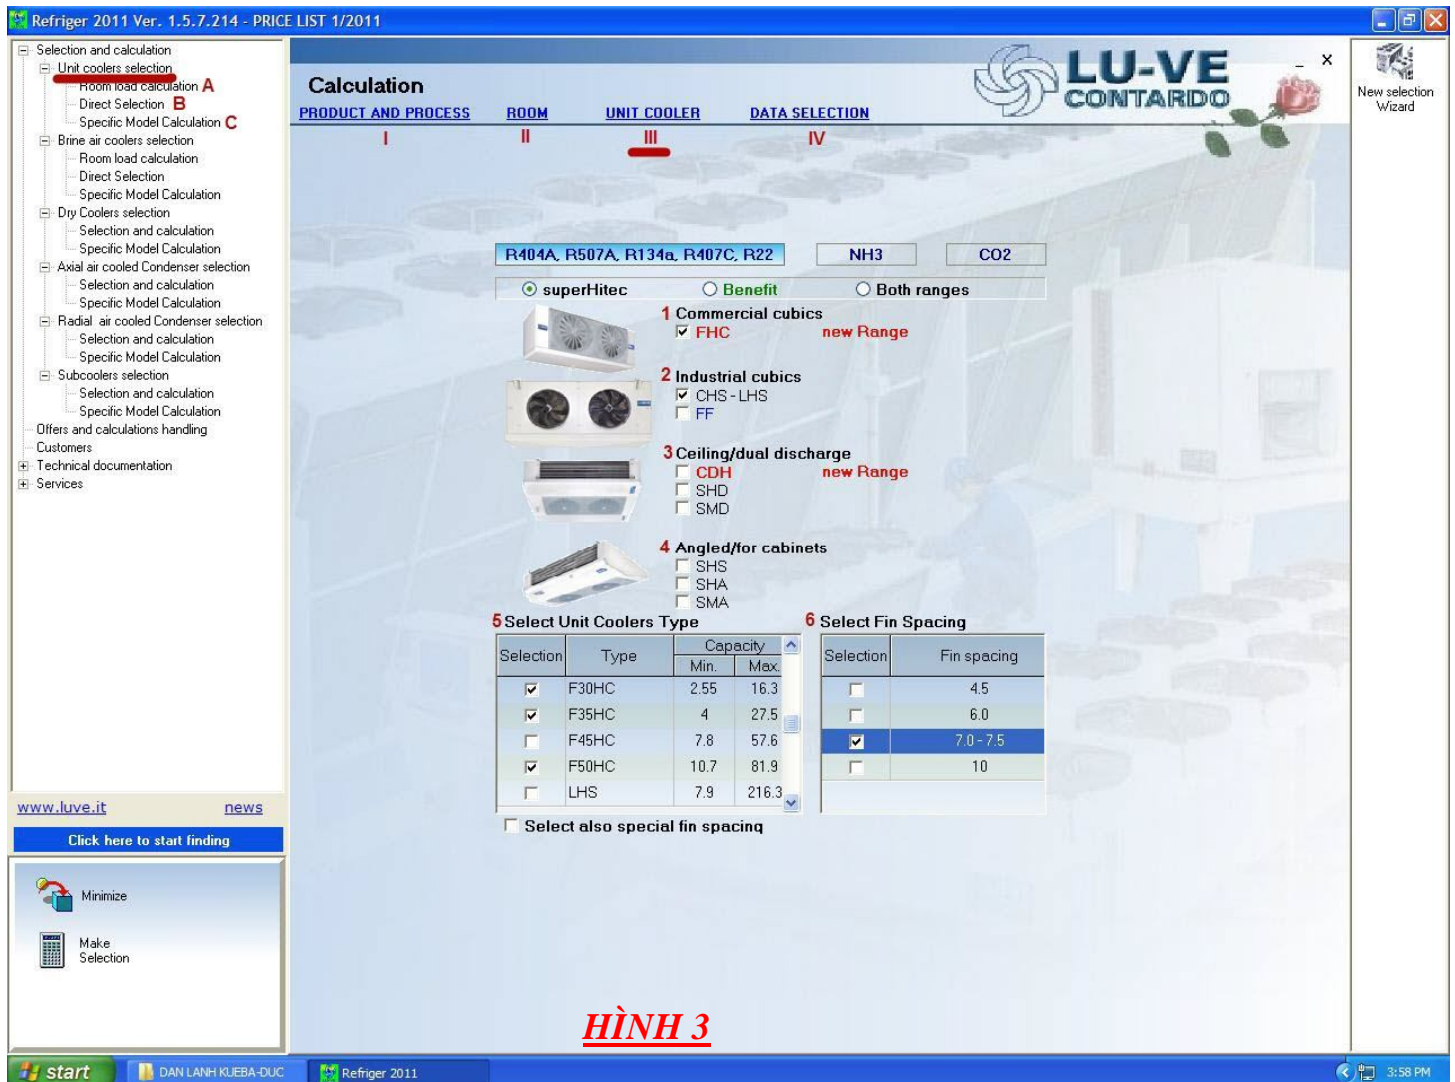 Refriger 2011 Ver. 1.5.7.214 - PRICE LIST 1/2011
Selection and calculation
Unit coolers selection
Room load calculation A
Direct Selection B
Specific Model Calculation C
Brine air coolers selection
Room load calculation
Direct Selection
Specific Model Calculation
Dry Coolers selection
Selection and calculation
Specific Model Calculation
Axial air cooled Condenser selection
Selection and calculation
Specific Model Calculation
Radial air cooled Condenser selection
Selection and calculation
Specific Model Calculation
Subcoolers selection
Selection and calculation
Specific Model Calculation
Offers and calculations handling
Customers
Technical documentation
Services
www.luve.it news
Click here to start finding
Minimize
Make
Selection
Calculation
LU-VE
CONTARDO
PRODUCT AND PROCESS ROOM UNIT COOLER DATA SELECTION
I II III IV
R404A, R507A, R134a, R407C, R22 NH3 CO2
superHitec Benefit Both ranges
1 Commercial cubics
FHC new Range
2 Industrial cubics
CHS - LHS
FF
3 Ceiling/dual discharge
CDH new Range
SHD
SMD
4 Angled/for cabinets
SHS
SHA
SMA
5 Select Unit Coolers Type
Selection Type Capacity
Min. Max.
F30HC 2.55 16.3
F35HC 4 27.5
F45HC 7.8 57.6
F50HC 10.7 81.9
LHS 7.9 216.3
6 Select Fin Spacing
Selection Fin spacing
4.5
6.0
7.0 - 7.5
10
Select also special fin spacing
HÌNH 3
New selection
Wizard
start DAN LANH KUEBA-DUC Refriger 2011 3:58 PM